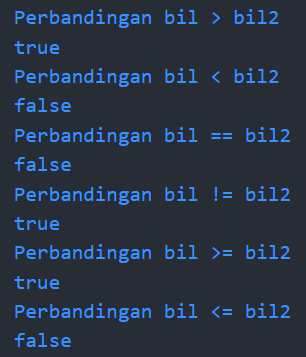 Perbandingan bil > bil2
true
Perbandingan bil < bil2
false
Perbandingan bil == bil2
false
Perbandingan bil != bil2
true
Perbandingan bil >= bil2
true
Perbandingan bil <= bil2
false